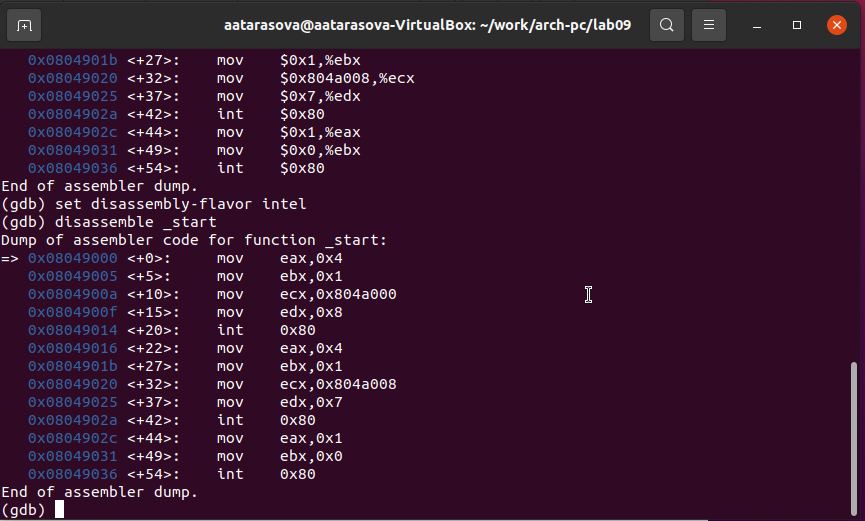 aatarasova@aatarasova-VirtualBox: ~/work/arch-pc/lab09
0x0804901b <+27>: mov $0x1,%ebx
0x08049020 <+32>: mov $0x804a008,%ecx
0x08049025 <+37>: mov $0x7,%edx
0x0804902a <+42>: int $0x80
0x0804902c <+44>: mov $0x1,%eax
0x08049031 <+49>: mov $0x0,%ebx
0x08049036 <+54>: int $0x80
End of assembler dump.
(gdb) set disassembly-flavor intel
(gdb) disassemble _start
Dump of assembler code for function _start:
=> 0x08049000 <+0>: mov eax,0x4
0x08049005 <+5>: mov ebx,0x1
0x0804900a <+10>: mov ecx,0x804a000
0x0804900f <+15>: mov edx,0x8
0x08049014 <+20>: int 0x80
0x08049016 <+22>: mov eax,0x4
0x0804901b <+27>: mov ebx,0x1
0x08049020 <+32>: mov ecx,0x804a008
0x08049025 <+37>: mov edx,0x7
0x0804902a <+42>: int 0x80
0x0804902c <+44>: mov eax,0x1
0x08049031 <+49>: mov ebx,0x0
0x08049036 <+54>: int 0x80
End of assembler dump.
(gdb)